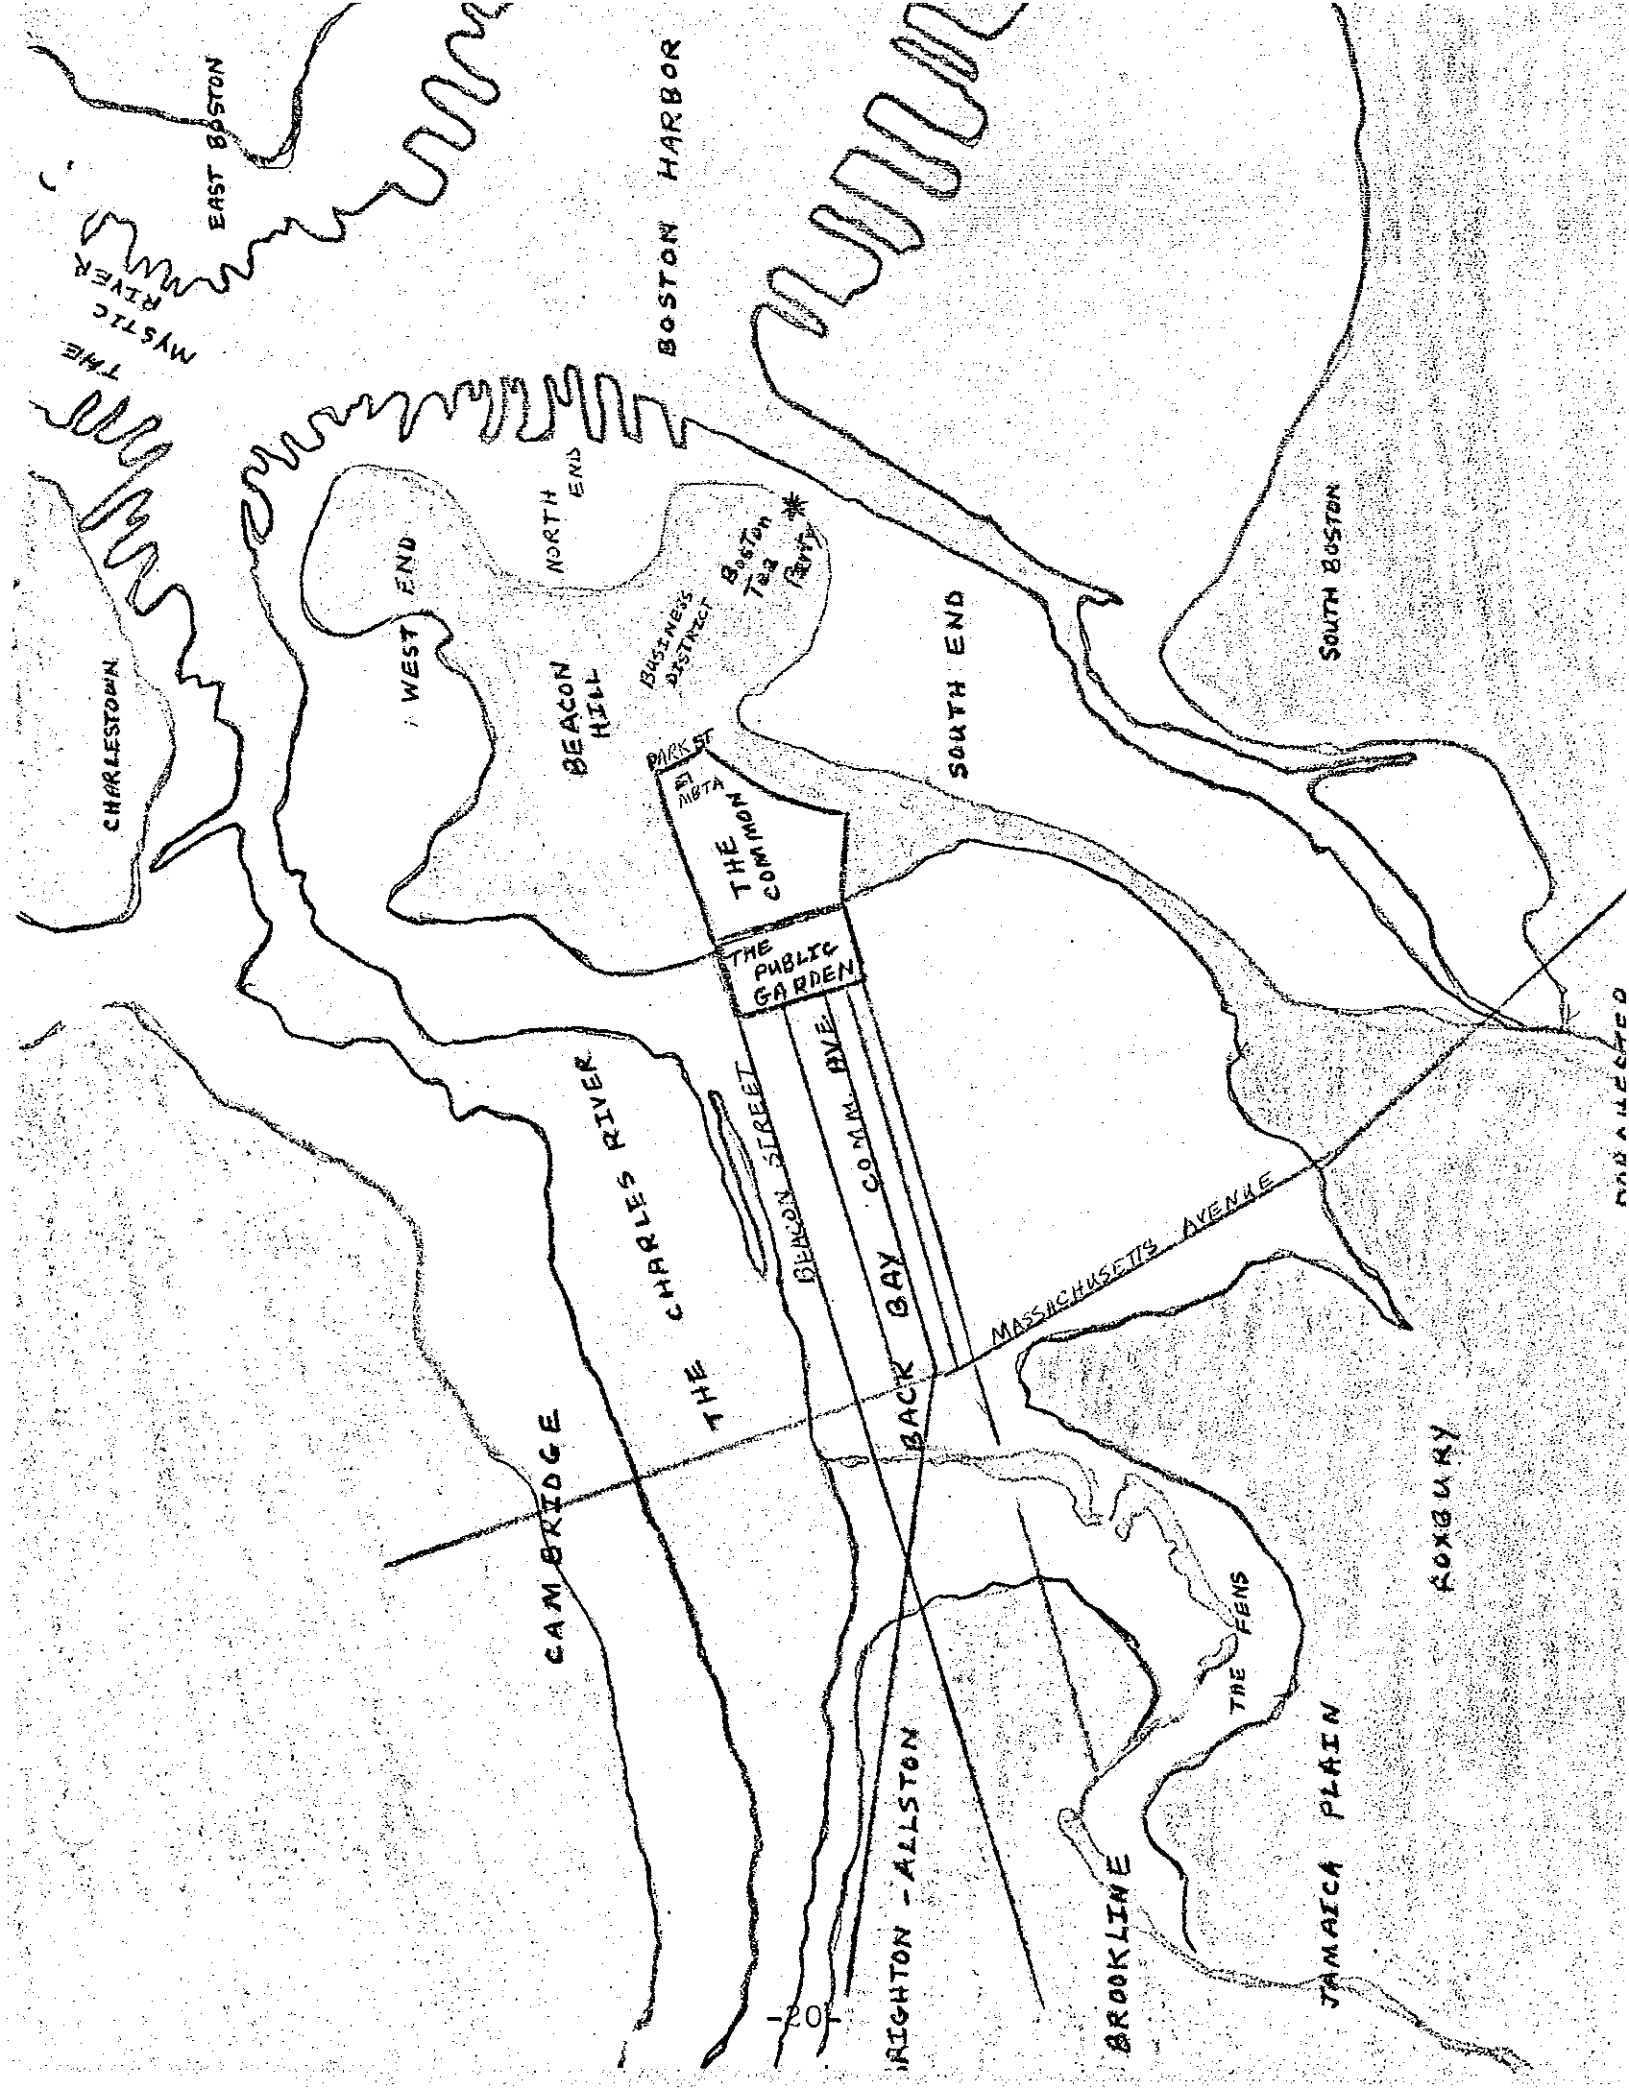 EAST BOSTON
THE
MYSTIC
RIVER
BOSTON HARBOR
CHARLESTOWN
WEST END
NORTH
END
BEACON
HILL
BUSINESS
DISTRICT
BOSTON
TEA
Party
SOUTH END
SOUTH BOSTON
PARK ST
MBTA
THE
COMMON
THE
PUBLIC
GARDEN
THE CHARLES RIVER
BEACON STREET
COMM. AVE.
BACK BAY
MASSACHUSETTS AVENUE
CAMBRIDGE
THE FENS
ROXBURY
JAMAICA PLAIN
BROOKLINE
RIGHTON - ALLSTON
-20-